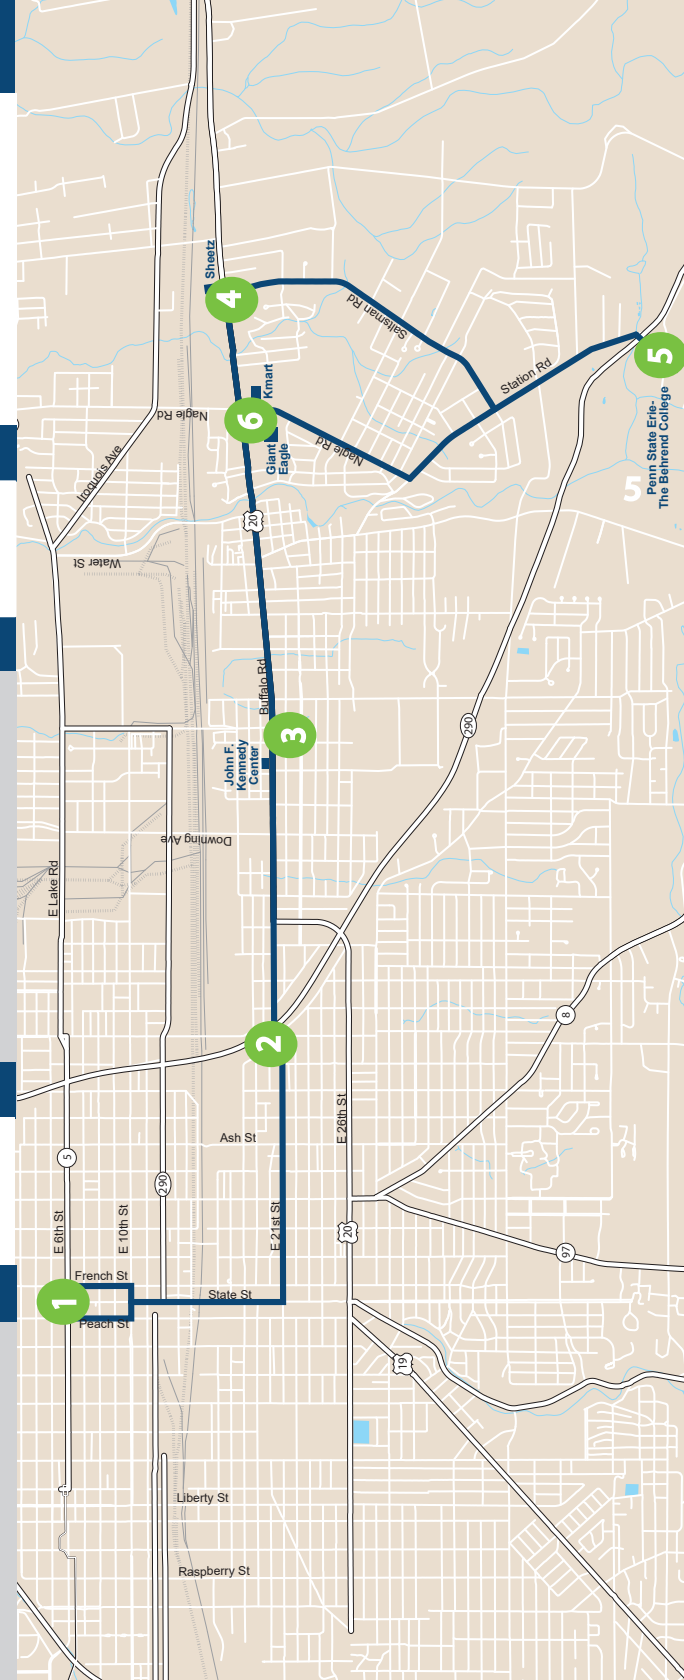 Sheetz
4
Saltsman Rd
Station Rd
5
Penn State Erie-
The Behrend College
5
Kmart
6
Nagle Rd
Giant
Eagle
Nagle Rd
Iroquois Ave
20
Water St
Buffalo Rd
290
3
John F.
Kennedy
Center
Downing Ave
E Lake Rd
8
2
E 26th St
Ash St
5
290
E 6th St
E 10th St
E 21st St
20
97
French St
1
State St
Peach St
19
Liberty St
Raspberry St